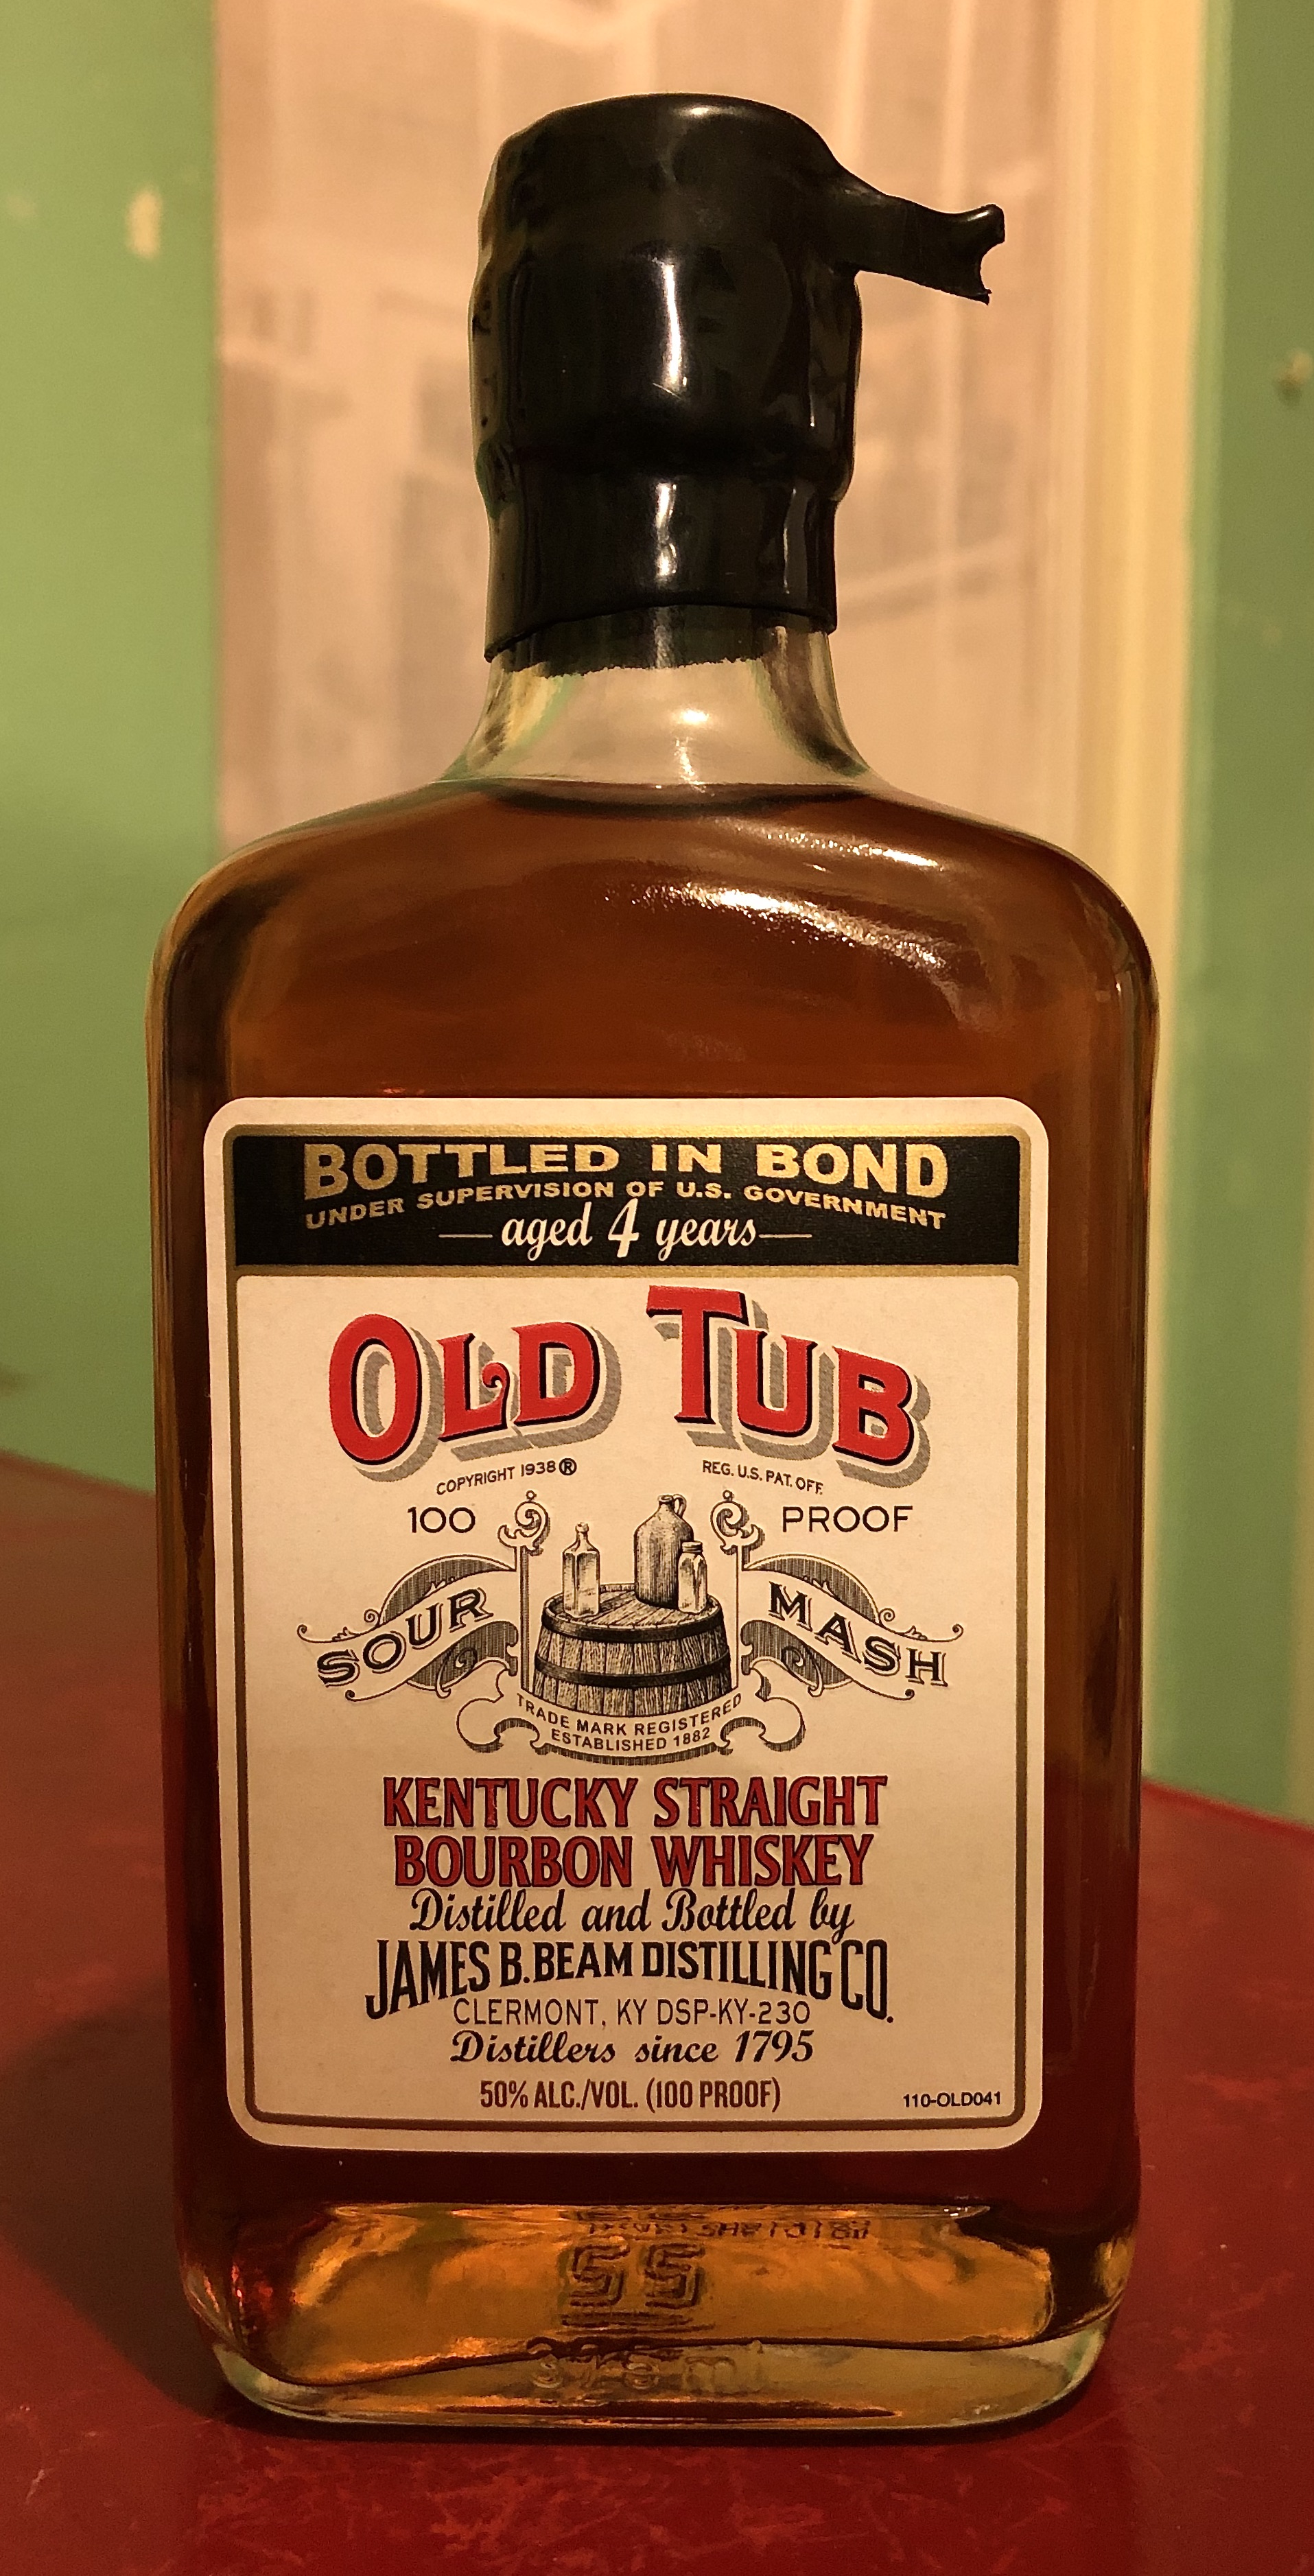 BOTTLED IN BOND
UNDER SUPERVISION OF U.S. GOVERNMENT
aged 4 years
OLD TUB
COPYRIGHT 1938 ® REG. U.S. PAT. OFF.
100 PROOF
SOUR MASH
TRADE MARK REGISTERED
ESTABLISHED 1882
KENTUCKY STRAIGHT
BOURBON WHISKEY
Distilled and Bottled by
JAMES B. BEAM DISTILLING CO.
CLERMONT, KY DSP-KY-230
Distillers since 1795
50% ALC./VOL. (100 PROOF)
110-OLD041